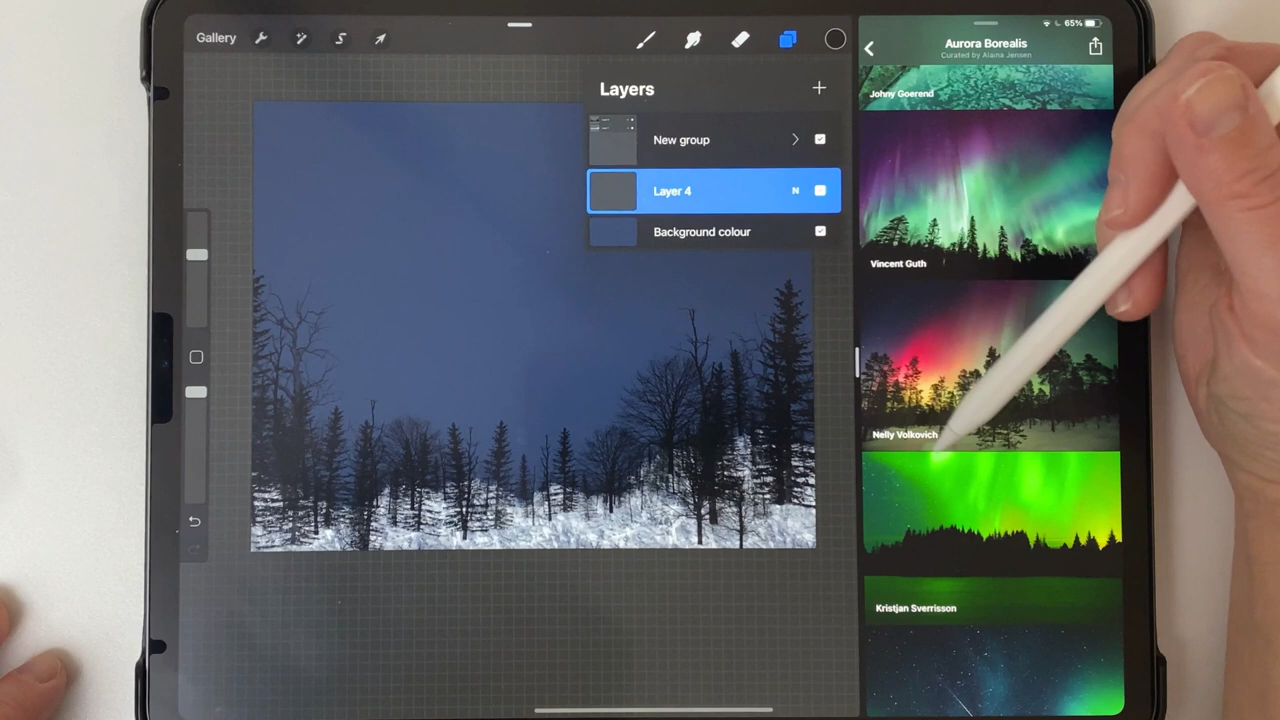 Gallery
Layers
New group
Layer 4 N
Background colour
65%
Aurora Borealis
Curated by Alaina Jensen
Johny Goerend
Vincent Guth
Nelly Volkovich
Kristjan Sverrisson